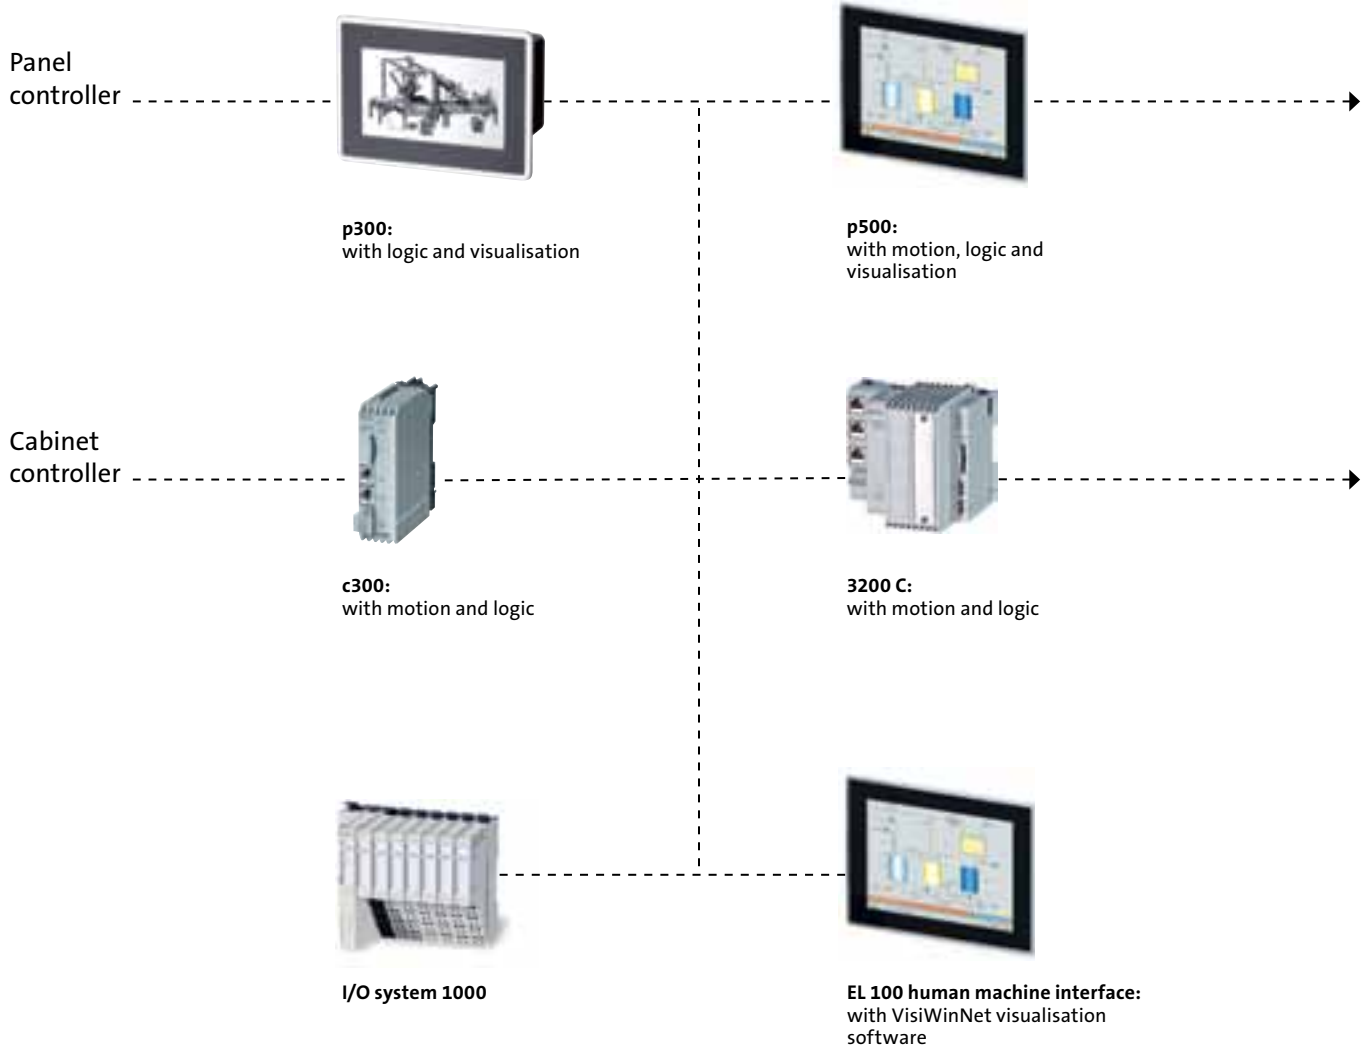 Panel
controller
p300:
with logic and visualisation
p500:
with motion, logic and
visualisation
Cabinet
controller
c300:
with motion and logic
3200 C:
with motion and logic
I/O system 1000
EL 100 human machine interface:
with VisiWinNet visualisation
software